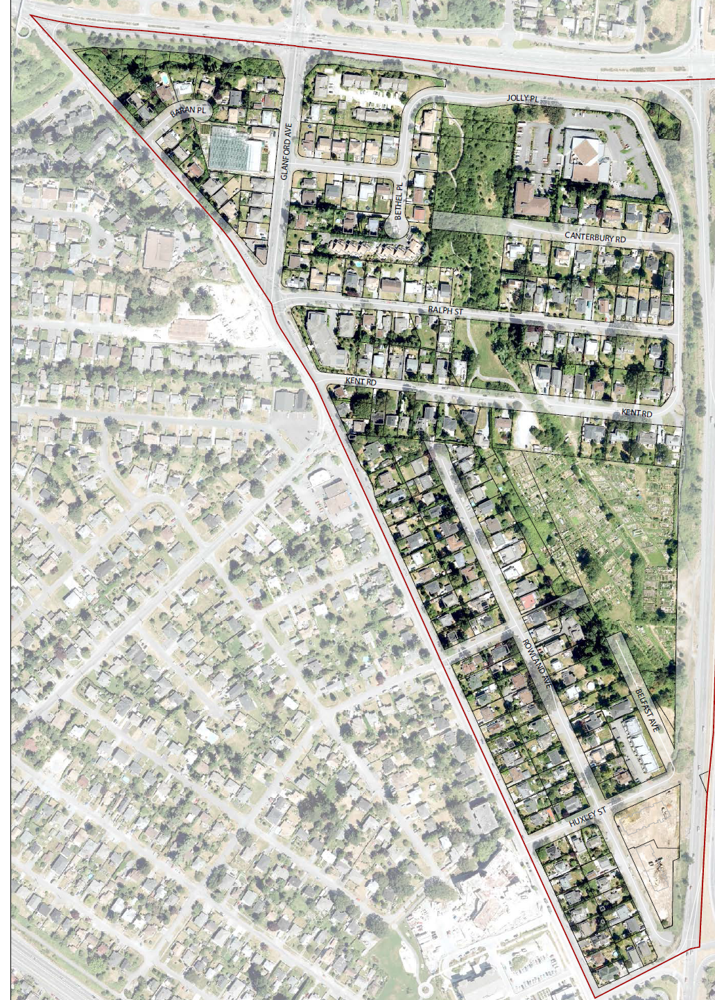 JOLLY PL
BARAN PL
GLANFORD AVE
BETHEL PL
CANTERBURY RD
RALPH ST
KENT RD
KENT RD
ROWLAND AVE
BELFAST AVE
HUXLEY ST